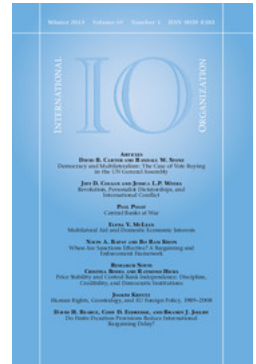 Winter 2015 Volume 69 Number 1 ISSN 0020-8183
INTERNATIONAL
IO
ORGANIZATION
ARTICLES
DAVID B. CARTER AND RANDALL W. STONE
Democracy and Multilateralism: The Case of Vote Buying
in the UN General Assembly
JEFF D. COLGAN AND JESSICA L.P. WEEKS
Revolution, Personalist Dictatorships, and
International Conflict
PAUL POAST
Central Banks at War
ELENA V. MCLEAN
Multilateral Aid and Domestic Economic Interests
NAVIN A. BAPAT AND BO RAM KWON
When Are Sanctions Effective? A Bargaining and
Enforcement Framework
RESEARCH NOTES
CRISTINA BODEA AND RAYMOND HICKS
Price Stability and Central Bank Independence: Discipline,
Credibility, and Democratic Institutions
JOAKIM KREUTZ
Human Rights, Geostrategy, and EU Foreign Policy, 1989–2008
DAVID H. BEARCE, CODY D. ELDREDGE, AND BRANDY J. JOLLIFF
Do Finite Duration Provisions Reduce International
Bargaining Delay?